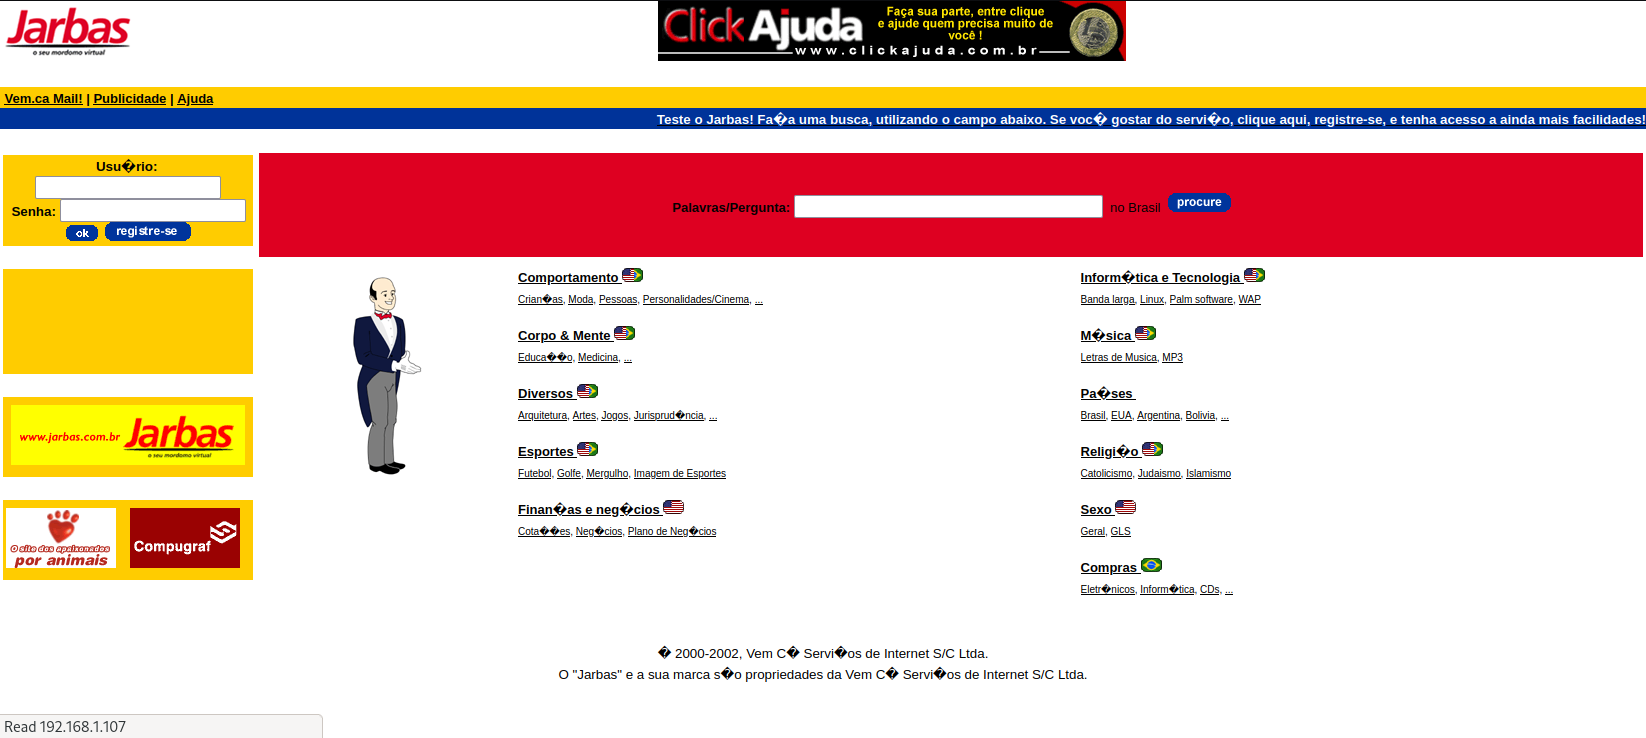 Jarbas
o seu mordomo virtual
Click Ajuda
Faça sua parte, entre clique
e ajude quem precisa muito de
você !
www.clickajuda.com.br
Vem.ca Mail! | Publicidade | Ajuda
Teste o Jarbas! Fa�a uma busca, utilizando o campo abaixo. Se voc� gostar do servi�o, clique aqui, registre-se, e tenha acesso a ainda mais facilidades!
Usu�rio:
Senha:
ok registre-se
Palavras/Pergunta: no Brasil procure
www.jarbas.com.br Jarbas
o seu mordomo virtual
O site dos apaixonados
por animais
Compugraf
Comportamento
Crian�as, Moda, Pessoas, Personalidades/Cinema, ...
Corpo & Mente
Educa��o, Medicina, ...
Diversos
Arquitetura, Artes, Jogos, Jurisprud�ncia, ...
Esportes
Futebol, Golfe, Mergulho, Imagem de Esportes
Finan�as e neg�cios
Cota��es, Neg�cios, Plano de Neg�cios
Inform�tica e Tecnologia
Banda larga, Linux, Palm software, WAP
M�sica
Letras de Musica, MP3
Pa�ses
Brasil, EUA, Argentina, Bolivia, ...
Religi�o
Catolicismo, Judaismo, Islamismo
Sexo
Geral, GLS
Compras
Eletr�nicos, Inform�tica, CDs, ...
� 2000-2002, Vem C� Servi�os de Internet S/C Ltda.
O "Jarbas" e a sua marca s�o propriedades da Vem C� Servi�os de Internet S/C Ltda.
Read 192.168.1.107